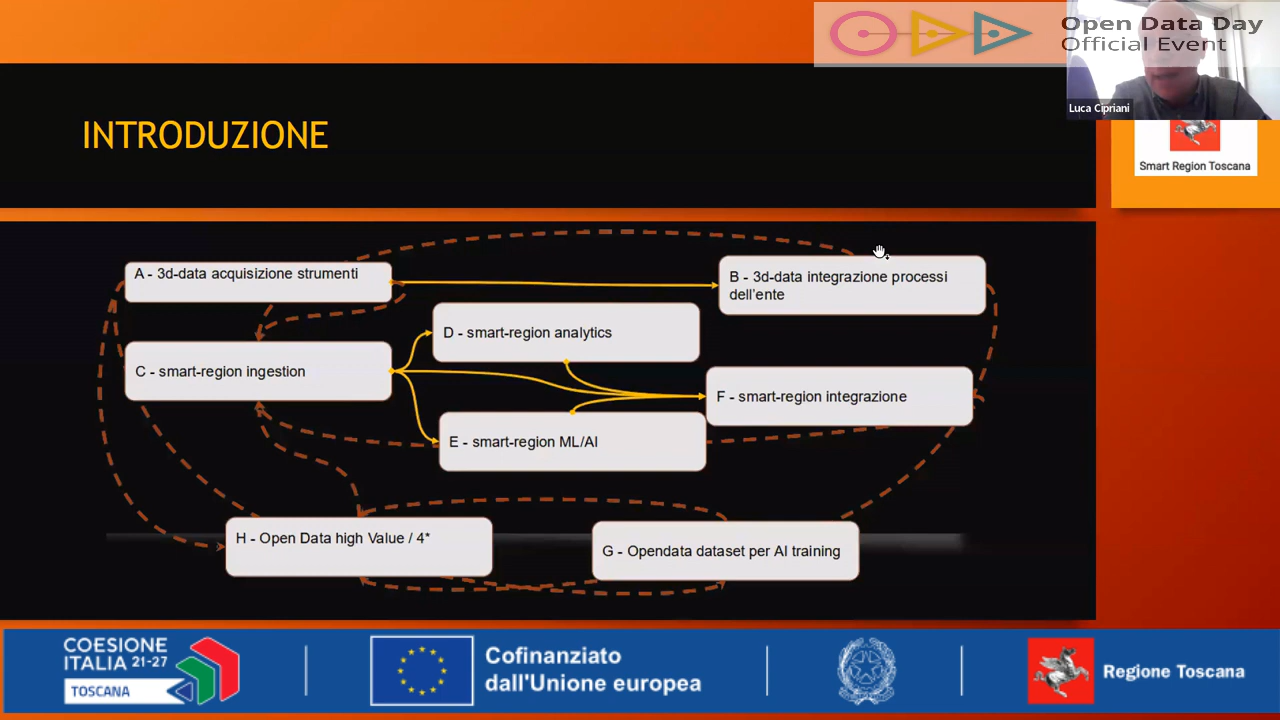 Open Data Day
Official Event
Luca Cipriani
Smart Region Toscana
INTRODUZIONE
A - 3d-data acquisizione strumenti
B - 3d-data integrazione processi
dell'ente
D - smart-region analytics
C - smart-region ingestion
F - smart-region integrazione
E - smart-region ML/AI
H - Open Data high Value / 4*
G - Opendata dataset per AI training
COESIONE
ITALIA 21-27
TOSCANA
Cofinanziato
dall'Unione europea
Regione Toscana